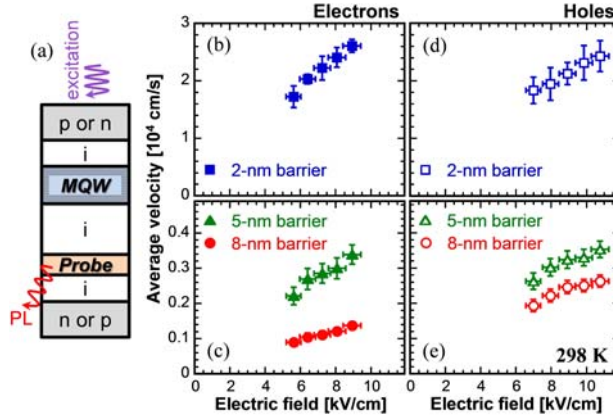 Electrons
Holes
(a)
excitation
p or n
i
MQW
i
Probe
i
PL
n or p
Average velocity [10⁴ cm/s]
(b)
3
2
1
0
2-nm barrier
(d)
2-nm barrier
5-nm barrier
8-nm barrier
0.4
0.3
0.2
0.1
0
(c)
0 2 4 6 8 10
Electric field [kV/cm]
5-nm barrier
8-nm barrier
(e)
298 K
0 2 4 6 8 10
Electric field [kV/cm]